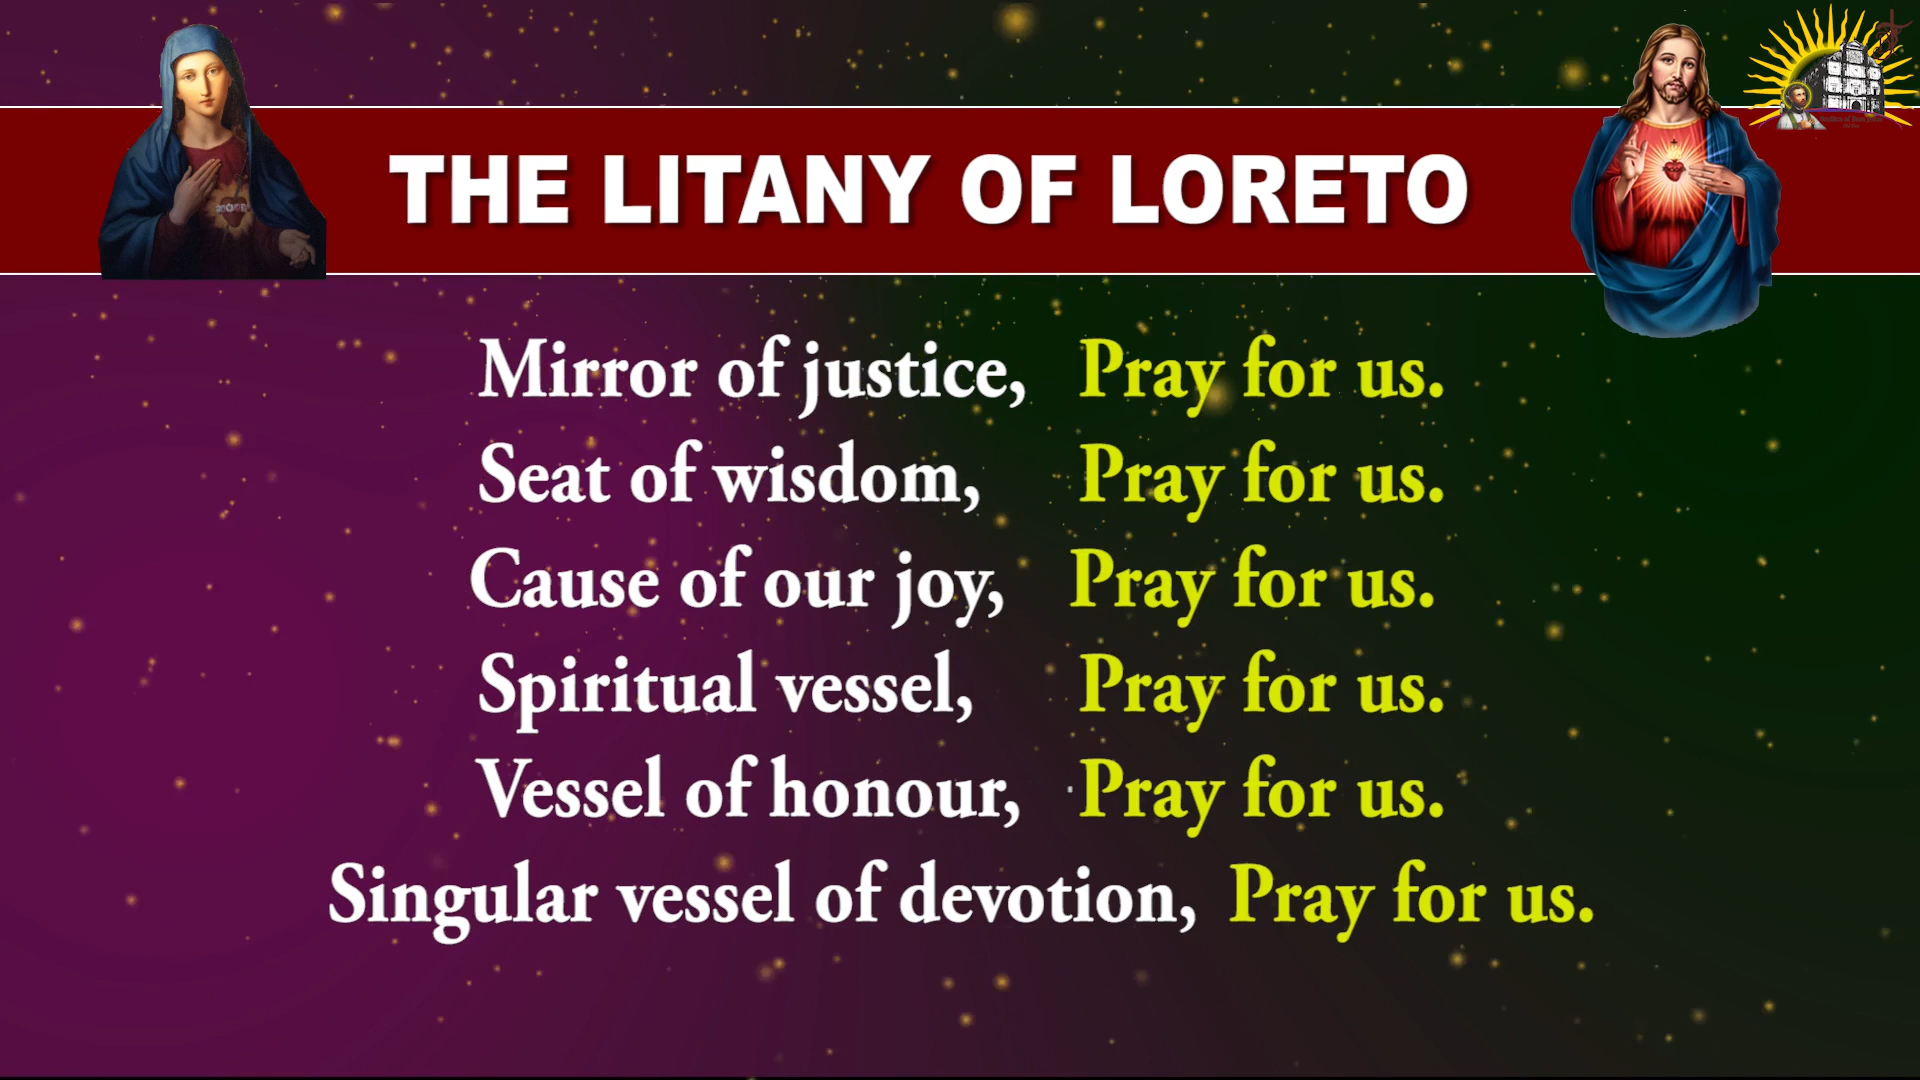 THE LITANY OF LORETO
Mirror of justice, Pray for us.
Seat of wisdom, Pray for us.
Cause of our joy, Pray for us.
Spiritual vessel, Pray for us.
Vessel of honour, Pray for us.
Singular vessel of devotion, Pray for us.